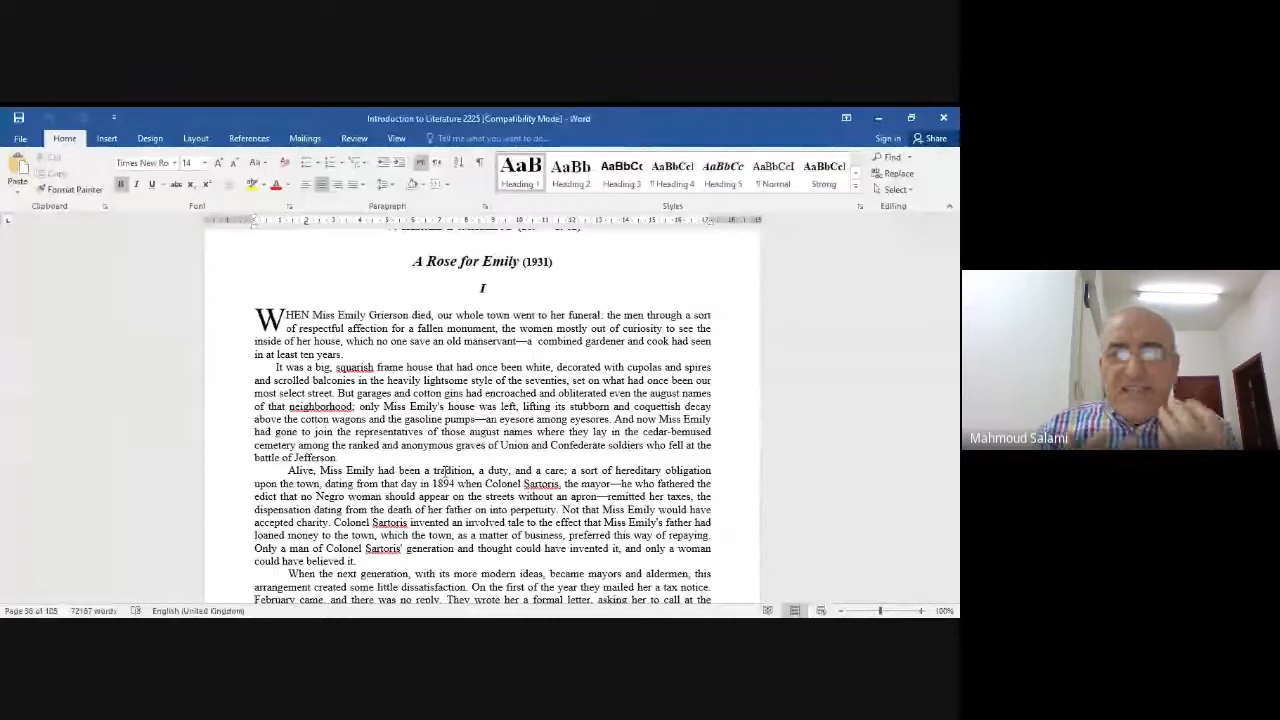 Introduction to Literature 2225 [Compatibility Mode] - Word
File Home Insert Design Layout References Mailings Review View Tell me what you want to do... Sign in Share
Cut
Copy
Paste
Format Painter
Times New Ro 14
Heading 1 Heading 2 Heading 3 ¶ Heading 4 Heading 5 ¶ Normal Strong
Find
Replace
Select
Clipboard Font Paragraph Styles Editing
A Rose for Emily (1931)
I
WHEN Miss Emily Grierson died, our whole town went to her funeral: the men through a sort
of respectful affection for a fallen monument, the women mostly out of curiosity to see the
inside of her house, which no one save an old manservant—a combined gardener and cook had seen
in at least ten years.
It was a big, squarish frame house that had once been white, decorated with cupolas and spires
and scrolled balconies in the heavily lightsome style of the seventies, set on what had once been our
most select street. But garages and cotton gins had encroached and obliterated even the august names
of that neighborhood; only Miss Emily's house was left, lifting its stubborn and coquettish decay
above the cotton wagons and the gasoline pumps—an eyesore among eyesores. And now Miss Emily
had gone to join the representatives of those august names where they lay in the cedar-bemused
cemetery among the ranked and anonymous graves of Union and Confederate soldiers who fell at the
battle of Jefferson.
Alive, Miss Emily had been a tradition, a duty, and a care; a sort of hereditary obligation
upon the town, dating from that day in 1894 when Colonel Sartoris, the mayor—he who fathered the
edict that no Negro woman should appear on the streets without an apron—remitted her taxes, the
dispensation dating from the death of her father on into perpetuity. Not that Miss Emily would have
accepted charity. Colonel Sartoris invented an involved tale to the effect that Miss Emily's father had
loaned money to the town, which the town, as a matter of business, preferred this way of repaying.
Only a man of Colonel Sartoris' generation and thought could have invented it, and only a woman
could have believed it.
When the next generation, with its more modern ideas, became mayors and aldermen, this
arrangement created some little dissatisfaction. On the first of the year they mailed her a tax notice.
February came, and there was no reply. They wrote her a formal letter, asking her to call at the
Page 38 of 105 72187 words English (United Kingdom) 100%
Mahmoud Salami